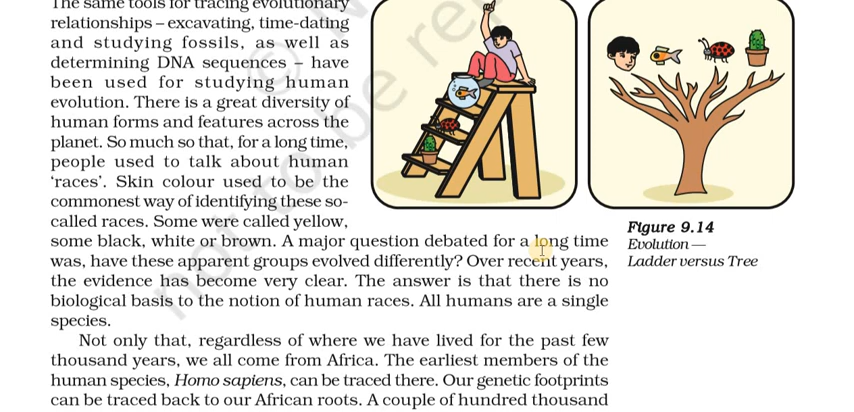 The same tools for tracing evolutionary
relationships – excavating, time-dating
and studying fossils, as well as
determining DNA sequences – have
been used for studying human
evolution. There is a great diversity of
human forms and features across the
planet. So much so that, for a long time,
people used to talk about human
‘races’. Skin colour used to be the
commonest way of identifying these so-
called races. Some were called yellow,
some black, white or brown. A major question debated for a long time
was, have these apparent groups evolved differently? Over recent years,
the evidence has become very clear. The answer is that there is no
biological basis to the notion of human races. All humans are a single
species.
Not only that, regardless of where we have lived for the past few
thousand years, we all come from Africa. The earliest members of the
human species, Homo sapiens, can be traced there. Our genetic footprints
can be traced back to our African roots. A couple of hundred thousand
Figure 9.14
Evolution —
Ladder versus Tree
© 
not to be re